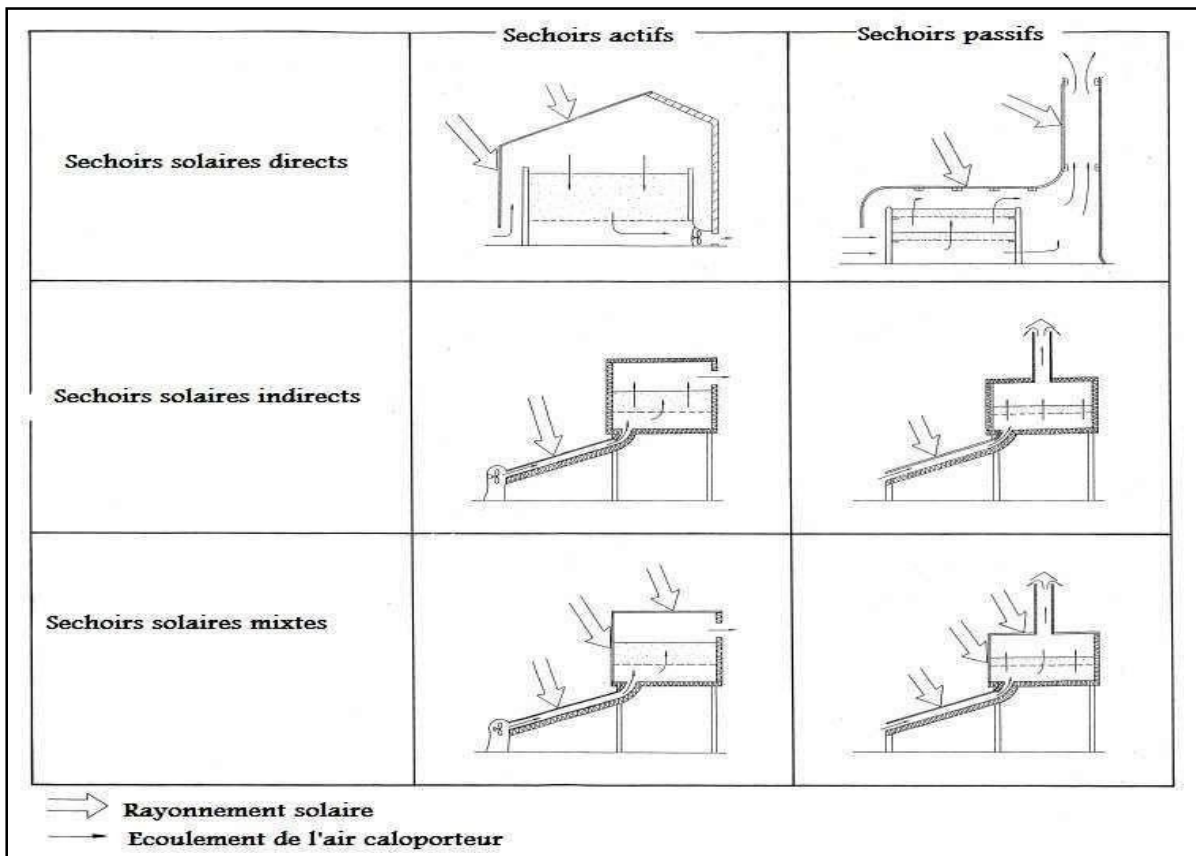 Sechoirs actifs
Sechoirs passifs
Sechoirs solaires directs
Sechoirs solaires indirects
Sechoirs solaires mixtes
Rayonnement solaire
Ecoulement de l'air caloporteur